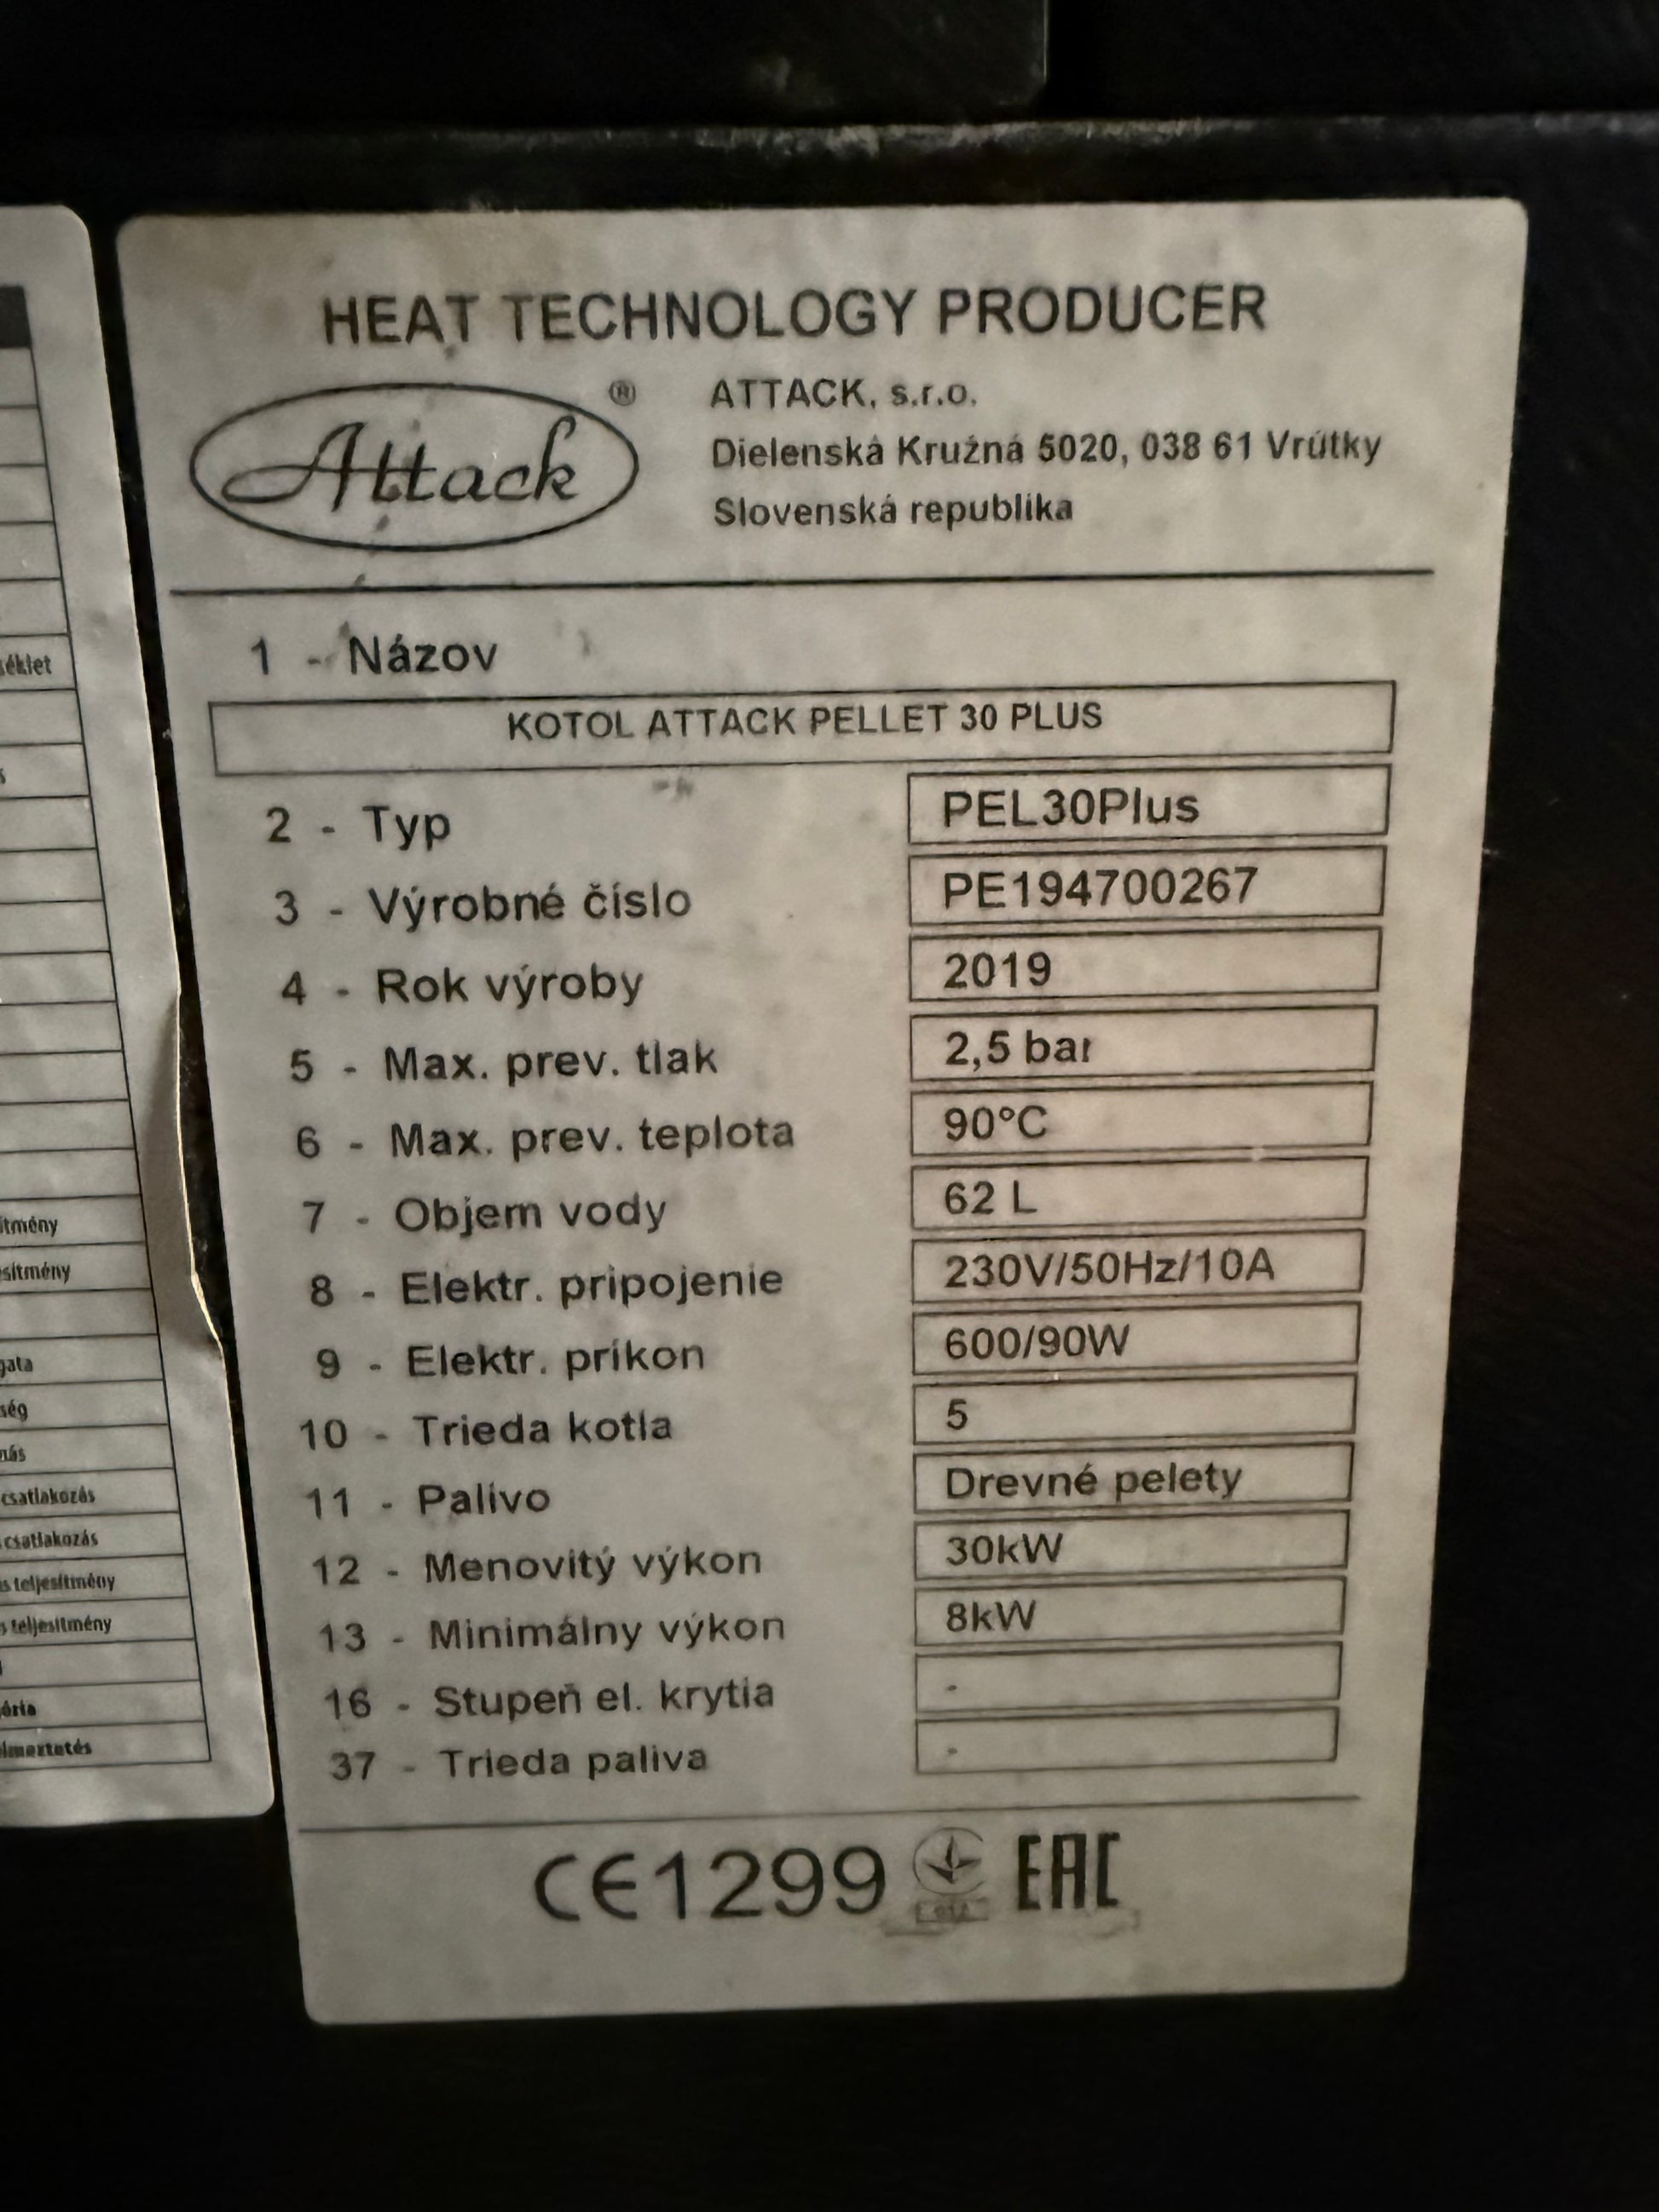 HEAT TECHNOLOGY PRODUCER
Attack ®
ATTACK, s.r.o.
Dielenská Kružná 5020, 038 61 Vrútky
Slovenská republika
1 - Názov
KOTOL ATTACK PELLET 30 PLUS
2 - Typ PEL30Plus
3 - Výrobné číslo PE194700267
4 - Rok výroby 2019
5 - Max. prev. tlak 2,5 bar
6 - Max. prev. teplota 90°C
7 - Objem vody 62 L
8 - Elektr. pripojenie 230V/50Hz/10A
9 - Elektr. príkon 600/90W
10 - Trieda kotla 5
11 - Palivo Drevné pelety
12 - Menovitý výkon 30kW
13 - Minimálny výkon 8kW
16 - Stupeň el. krytia -
37 - Trieda paliva -
CE1299 EAC
csatlakozás
csatlakozás
teljesítmény
teljesítmény